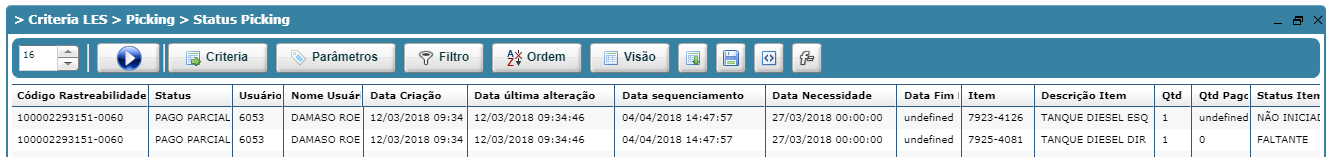 > Criteria LES > Picking > Status Picking
16 Criteria Parâmetros Filtro Ordem Visão
Código Rastreabilidade Status Usuário Nome Usuár Data Criação Data última alteração Data sequenciamento Data Necessidade Data Fim Item Descrição Item Qtd Qtd Pago Status Item
100002293151-0060 PAGO PARCIAL 6053 DAMASO ROE 12/03/2018 09:34 12/03/2018 09:34:46 04/04/2018 14:47:57 27/03/2018 00:00:00 undefined 7923-4126 TANQUE DIESEL ESQ 1 undefined NÃO INICIAD
100002293151-0060 PAGO PARCIAL 6053 DAMASO ROE 12/03/2018 09:34 12/03/2018 09:34:46 04/04/2018 14:47:57 27/03/2018 00:00:00 undefined 7925-4081 TANQUE DIESEL DIR 1 0 FALTANTE